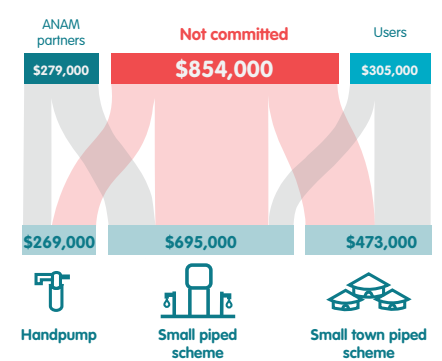 ANAM
partners
Not committed
Users
$279,000
$854,000
$305,000
$269,000
$695,000
$473,000
Handpump
Small piped
scheme
Small town piped
scheme